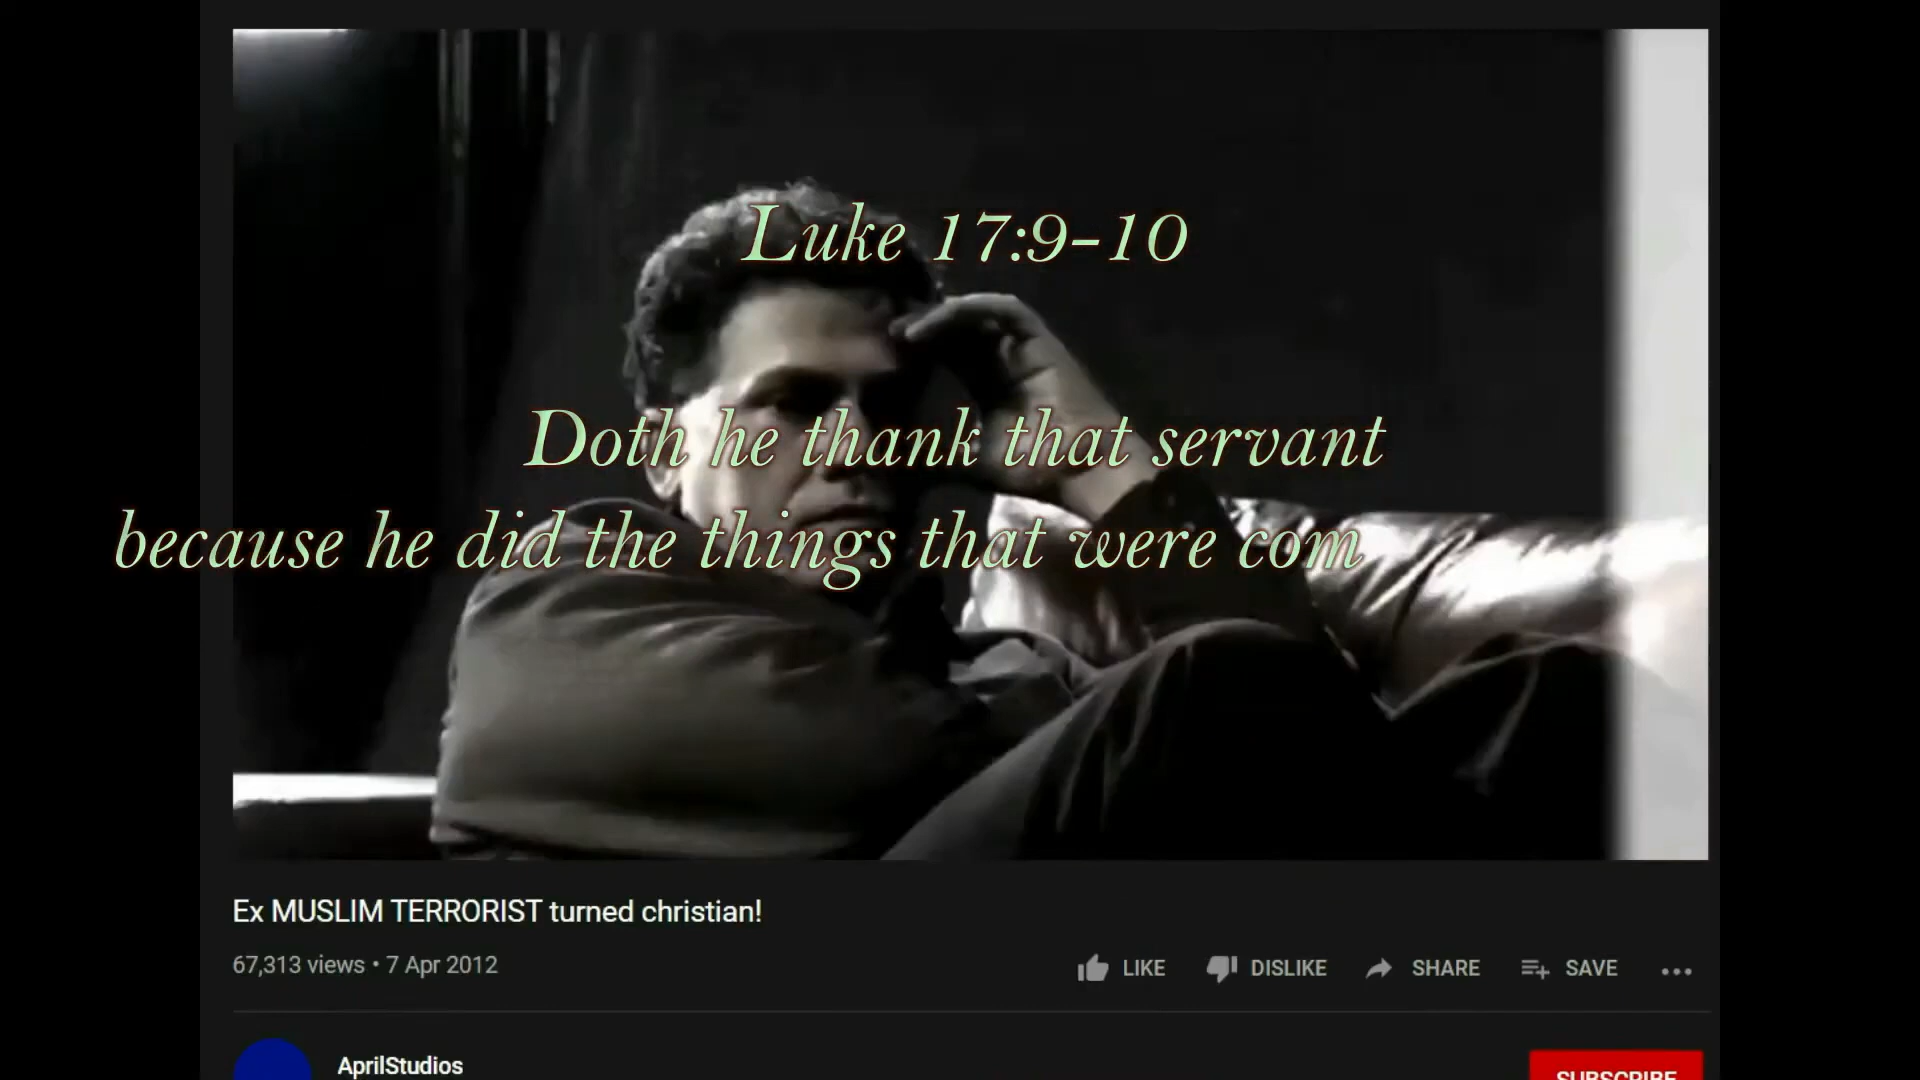 Luke 17:9-10
Doth he thank that servant
because he did the things that were com
Ex MUSLIM TERRORIST turned christian!
67,313 views • 7 Apr 2012
LIKE DISLIKE SHARE SAVE
AprilStudios
SUBSCRIBE